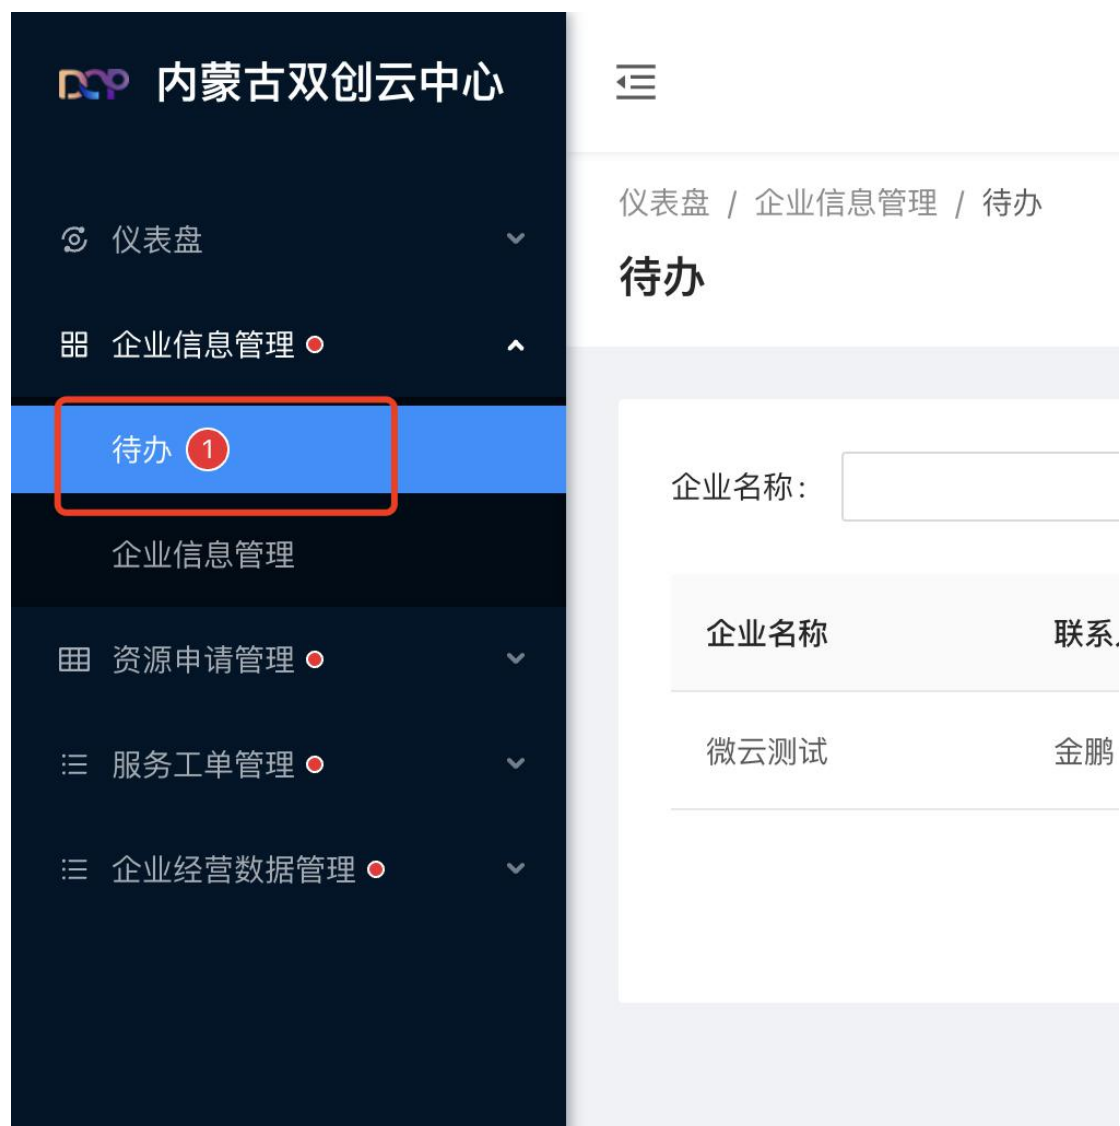 DCP 内蒙古双创云中心
仪表盘
企业信息管理
待办 1
企业信息管理
资源申请管理
服务工单管理
企业经营数据管理
仪表盘 / 企业信息管理 / 待办
待办
企业名称:
企业名称 联系
微云测试 金鹏